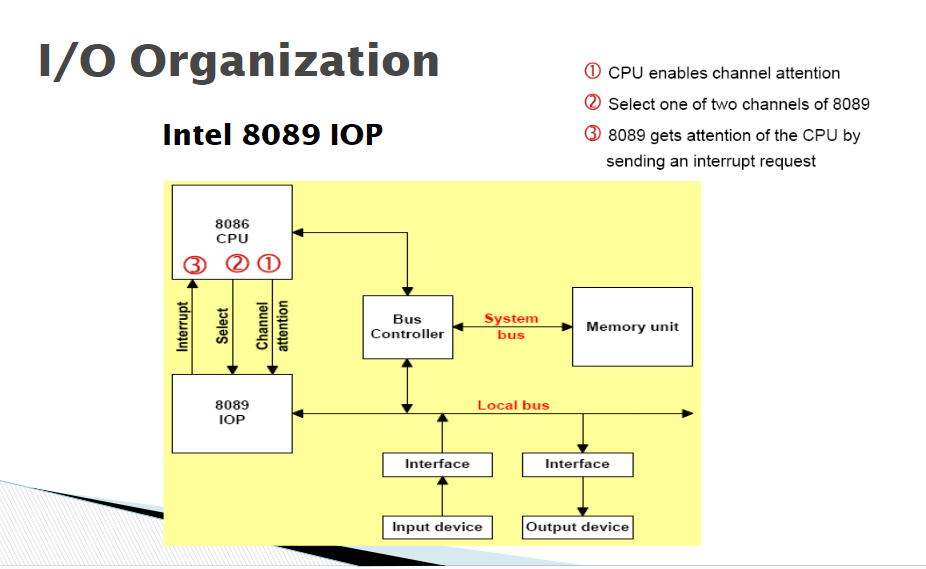 I/O Organization
① CPU enables channel attention
② Select one of two channels of 8089
③ 8089 gets attention of the CPU by
sending an interrupt request
Intel 8089 IOP
8086
CPU
③ ② ①
Interrupt
Select
Channel
attention
Bus
Controller
System
bus
Memory unit
8089
IOP
Local bus
Interface
Interface
Input device
Output device